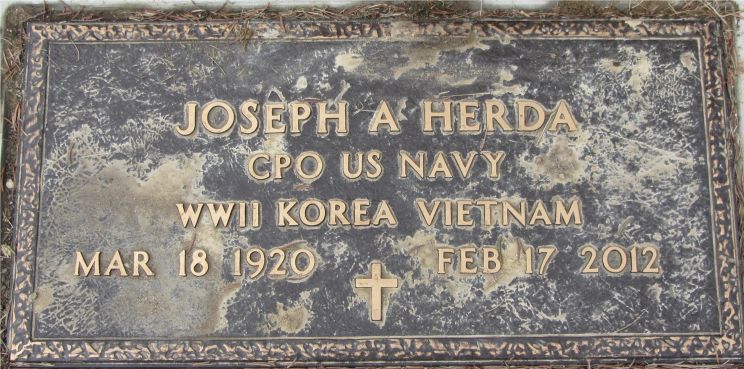 JOSEPH A HERDA
CPO US NAVY
WWII KOREA VIETNAM
MAR 18 1920 FEB 17 2012